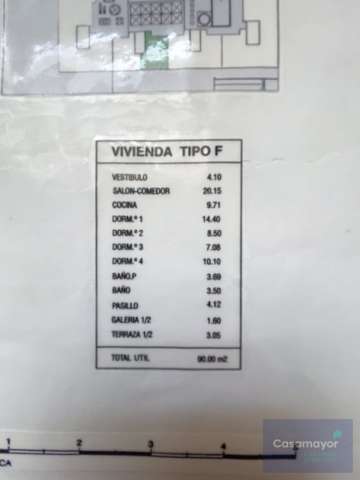 VIVIENDA TIPO F
VESTIBULO 4.10
SALON-COMEDOR 20.15
COCINA 9.71
DORM.º 1 14.40
DORM.º 2 8.50
DORM.º 3 7.08
DORM.º 4 10.10
BAÑO.P 3.69
BAÑO 3.50
PASILLO 4.12
GALERIA 1/2 1.60
TERRAZA 1/2 3.05
TOTAL UTIL 90.00 m2
1 2 3 4
CA
Casamayor